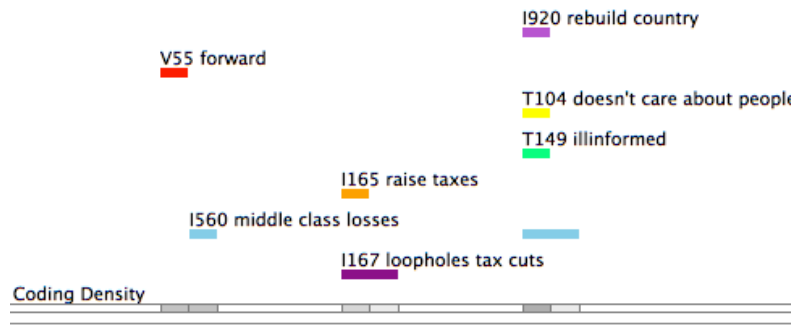 I920 rebuild country
V55 forward
T104 doesn't care about people
T149 illinformed
I165 raise taxes
I560 middle class losses
I167 loopholes tax cuts
Coding Density